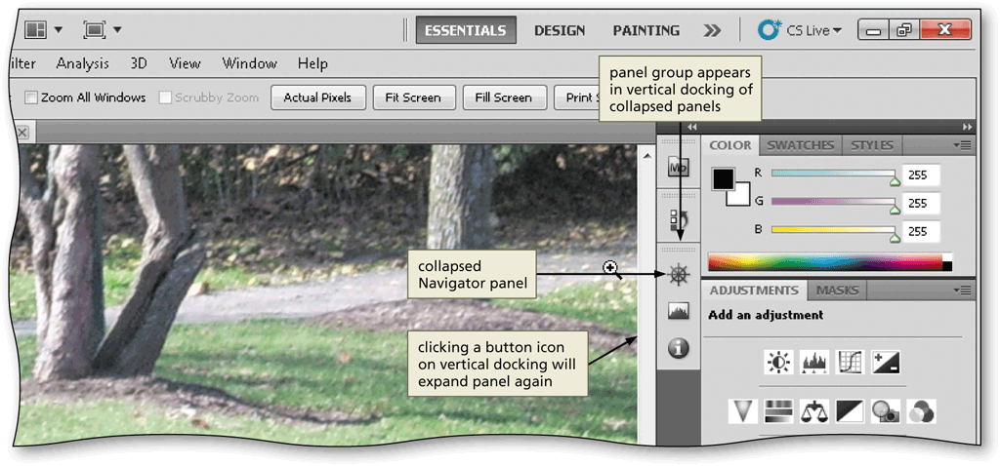 ESSENTIALS DESIGN PAINTING CS Live
Analysis 3D View Window Help
Zoom All Windows Scrubby Zoom Actual Pixels Fit Screen Fill Screen Print
panel group appears
in vertical docking of
collapsed panels
COLOR SWATCHES STYLES
Mb
R 255
G 255
B 255
collapsed
Navigator panel
ADJUSTMENTS MASKS
Add an adjustment
clicking a button icon
on vertical docking will
expand panel again